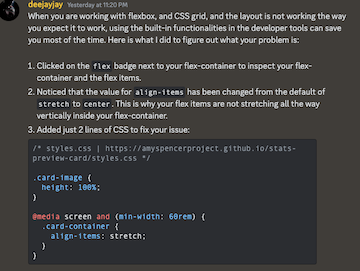 deejayjay Yesterday at 11:20 PM
When you are working with flexbox, and CSS grid, and the layout is not working the way
you expect it to work, using the built-in functionalities in the developer tools can save
you most of the time. Here is what I did to figure out what your problem is:
1. Clicked on the flex badge next to your flex-container to inspect your flex-
container and the flex items.
2. Noticed that the value for align-items has been changed from the default of
stretch to center. This is why your flex items are not stretching all the way
vertically inside your flex-container.
3. Added just 2 lines of CSS to fix your issue:
/* styles.css | https://amyspencerproject.github.io/stats-
preview-card/styles.css */
.card-image {
height: 100%;
}
@media screen and (min-width: 60rem) {
.card-container {
align-items: stretch;
}
}